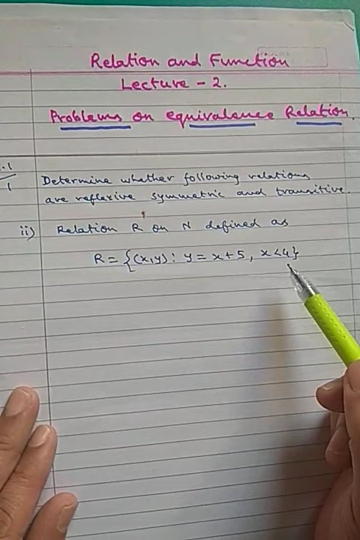 Relation and Function
Lecture - 2.
Problems on equivalence Relation.
Determine whether following relations
are reflexive symmetric and transitive.
ii) Relation R on N defined as
R = {(x,y) : y = x+5, x<4}